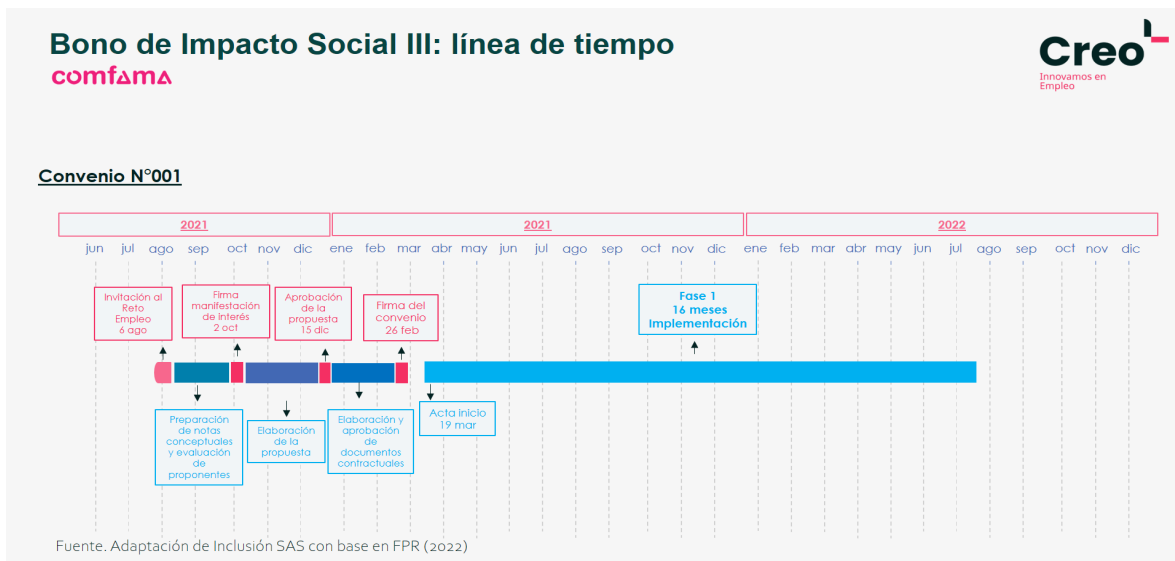 Bono de Impacto Social III: línea de tiempo
comfama
Creo
Innovamos en
Empleo
Convenio N°001
2021
2021
2022
jun jul ago sep oct nov dic ene feb mar abr may jun jul ago sep oct nov dic ene feb mar abr may jun jul ago sep oct nov dic
Invitación al
Reto
Empleo
6 ago
Firma
manifestación
de interés
2 oct
Aprobación
de la
propuesta
15 dic
Firma del
convenio
26 feb
Fase 1
16 meses
Implementación
Preparación
de notas
conceptuales
y evaluación
de
proponentes
Elaboración
de la
propuesta
Elaboración y
aprobación
de
documentos
contractuales
Acta inicio
19 mar
Fuente. Adaptación de Inclusión SAS con base en FPR (2022)